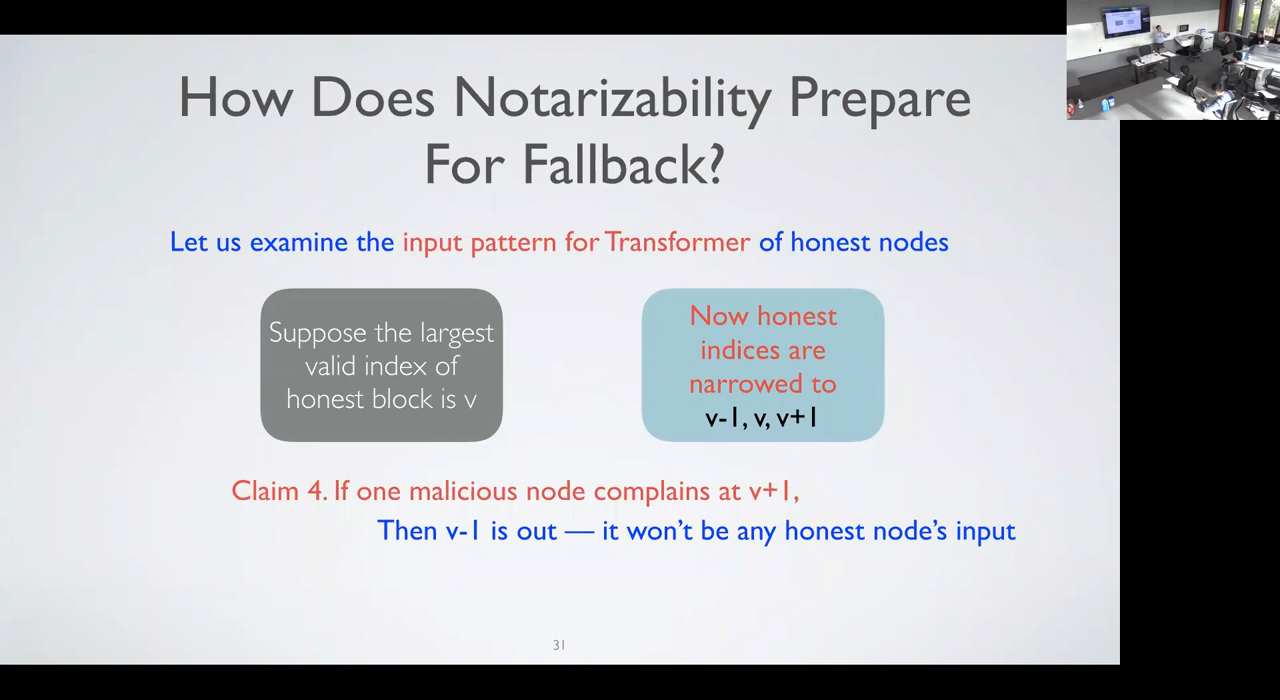 How Does Notarizability Prepare
For Fallback?
Let us examine the input pattern for Transformer of honest nodes
Suppose the largest
valid index of
honest block is v
Now honest
indices are
narrowed to
v-1, v, v+1
Claim 4. If one malicious node complains at v+1,
Then v-1 is out — it won't be any honest node's input
31